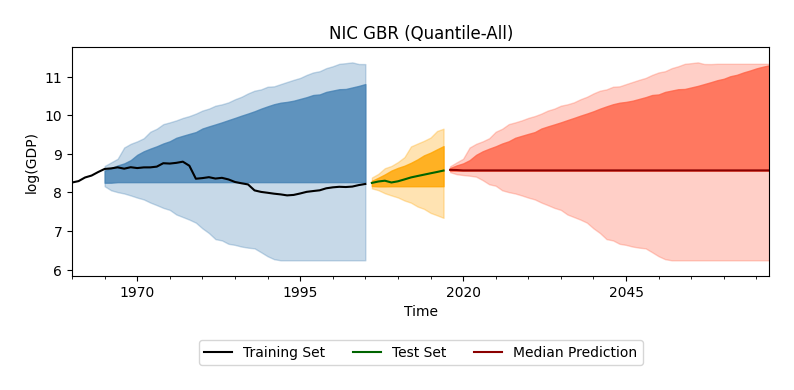 NIC GBR (Quantile-All)
log(GDP)
11
10
9
8
7
6
1970 1995 2020 2045
Time
Training Set Test Set Median Prediction